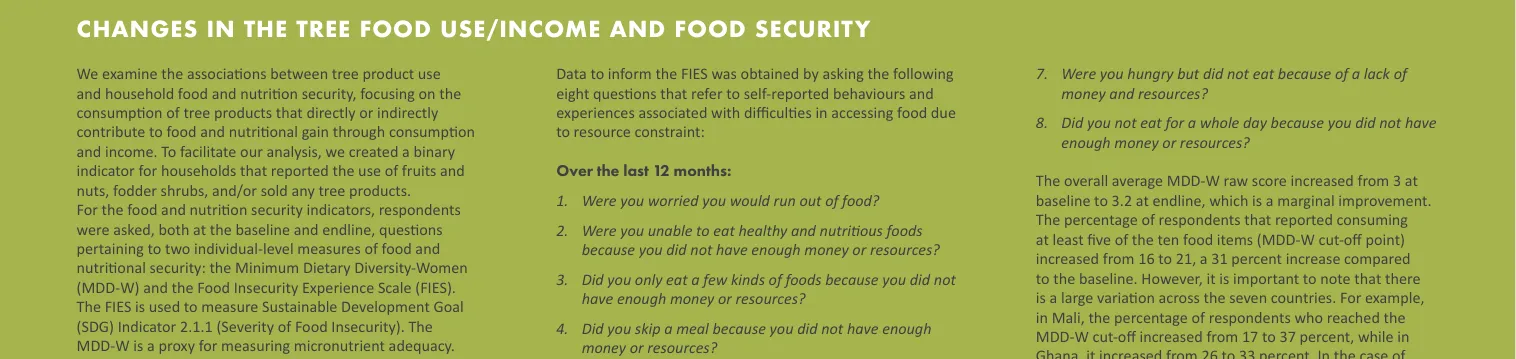 CHANGES IN THE TREE FOOD USE/INCOME AND FOOD SECURITY
We examine the associations between tree product use
and household food and nutrition security, focusing on the
consumption of tree products that directly or indirectly
contribute to food and nutritional gain through consumption
and income. To facilitate our analysis, we created a binary
indicator for households that reported the use of fruits and
nuts, fodder shrubs, and/or sold any tree products.
For the food and nutrition security indicators, respondents
were asked, both at the baseline and endline, questions
pertaining to two individual-level measures of food and
nutritional security: the Minimum Dietary Diversity-Women
(MDD-W) and the Food Insecurity Experience Scale (FIES).
The FIES is used to measure Sustainable Development Goal
(SDG) Indicator 2.1.1 (Severity of Food Insecurity). The
MDD-W is a proxy for measuring micronutrient adequacy.
Data to inform the FIES was obtained by asking the following
eight questions that refer to self-reported behaviours and
experiences associated with difficulties in accessing food due
to resource constraint:
Over the last 12 months:
1. Were you worried you would run out of food?
2. Were you unable to eat healthy and nutritious foods
because you did not have enough money or resources?
3. Did you only eat a few kinds of foods because you did not
have enough money or resources?
4. Did you skip a meal because you did not have enough
money or resources?
7. Were you hungry but did not eat because of a lack of
money and resources?
8. Did you not eat for a whole day because you did not have
enough money or resources?
The overall average MDD-W raw score increased from 3 at
baseline to 3.2 at endline, which is a marginal improvement.
The percentage of respondents that reported consuming
at least five of the ten food items (MDD-W cut-off point)
increased from 16 to 21, a 31 percent increase compared
to the baseline. However, it is important to note that there
is a large variation across the seven countries. For example,
in Mali, the percentage of respondents who reached the
MDD-W cut-off increased from 17 to 37 percent, while in
Ghana, it increased from 26 to 33 percent. In the case of